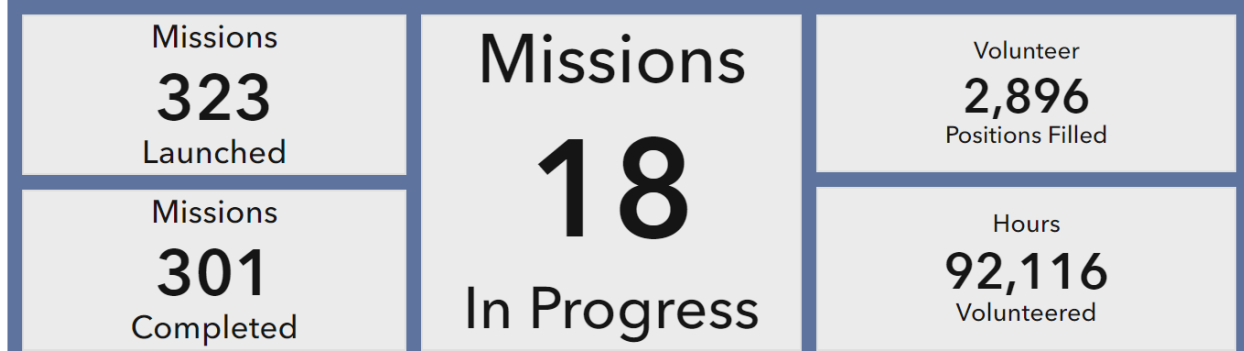 Missions
323
Launched
Missions
301
Completed
Missions
18
In Progress
Volunteer
2,896
Positions Filled
Hours
92,116
Volunteered